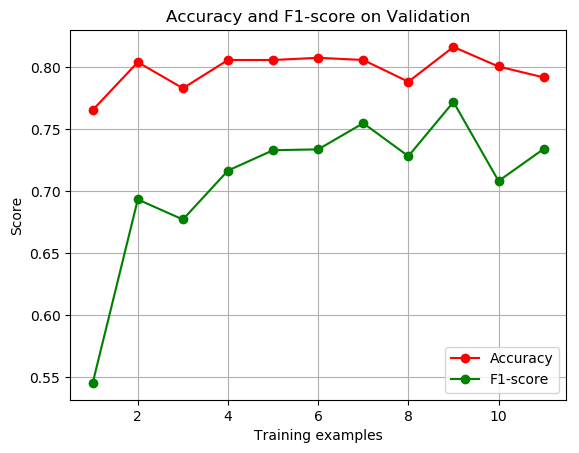 Accuracy and F1-score on Validation
Score
0.80
0.75
0.70
0.65
0.60
0.55
2
4
6
8
10
Training examples
Accuracy
F1-score